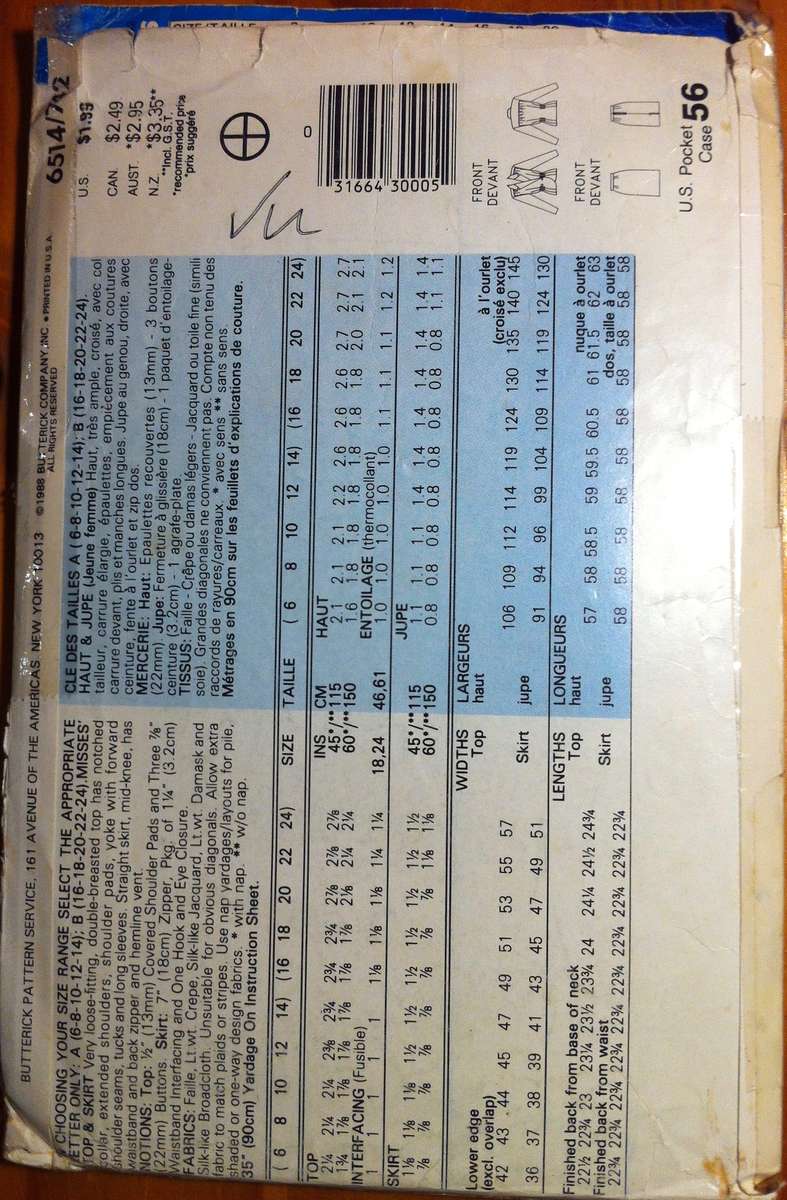 BUTTERICK PATTERN SERVICE, 161 AVENUE OF THE AMERICAS. NEW YORK 10013 ©1988 BUTTERICK COMPANY, INC. • PRINTED IN U.S.A.
ALL RIGHTS RESERVED
6514/
CHOOSING YOUR SIZE RANGE SELECT THE APPROPRIATE
LETTER ONLY: A (6-8-10-12-14); B (16-18-20-22-24). MISSES'
TOP & SKIRT Very loose-fitting, double-breasted top has notched
collar, extended shoulders, shoulder pads, yoke with forward
shoulder seams, tucks and long sleeves. Straight skirt, mid-knee, has
waistband and back zipper and hemline vent.
NOTIONS: Top: ½" (13mm) Covered Shoulder Pads and Three ⅞"
(22mm) Buttons. Skirt: 7" (18cm) Zipper, Pkg. of 1¼" (3.2cm)
Waistband Interfacing and One Hook and Eye Closure.
FABRICS: Faille, Lt wt. Crepe, Silk-like Jacquard, Lt.wt. Damask and
Silk-like Broadcloth. Unsuitable for obvious diagonals. Allow extra
fabric to match plaids or stripes. Use nap yardages/layouts for pile,
shaded or one-way design fabrics. * with nap. ** w/o nap.
35" (90cm) Yardage On Instruction Sheet.
CLE DES TAILLES A (6-8-10-12-14); B (16-18-20-22-24).
HAUT & JUPE (Jeune femme) Haut, très ample, croisé, avec col
tailleur, carrure élargie, épaulettes, empiècement aux coutures
carrure devant, plis et manches longues. Jupe au genou, droite, avec
ceinture, fente à l'ourlet et zip dos.
MERCERIE: Haut: Epaulettes recouvertes (13mm) - 3 boutons
(22mm) Jupe: Fermeture à glissière (18cm) - 1 paquet d'entoilage-
ceinture (3.2cm) - 1 agrafe-plate
TISSUS: Faille - Crêpe ou damas légers - Jacquard ou toile fine (simili
soie). Grandes diagonales ne conviennent pas. Compte non tenu des
raccords de rayures/carreaux. * avec sens ** sans sens.
Métrages en 90cm sur les feuillets d'explications de couture.
U.S. $1.99
CAN. $2.49
AUST. *$2.95
N.Z. *$3.35**
**Incl. G.S.T.
*recommended price
*prix suggéré
0
31664 30005
( 6 8 10 12 14) (16 18 20 22 24) SIZE TAILLE ( 6 8 10 12 14) (16 18 20 22 24)
TOP INS CM HAUT
2¼ 2¼ 2¼ 2⅜ 2¾ 2¾ 2¾ 2⅞ 2⅞ 2⅞ 45*/**115 2.1 2.1 2.1 2.2 2.6 2.6 2.6 2.7 2.7 2.7
1¾ 1⅞ 1⅞ 1⅞ 1⅞ 1⅞ 1⅞ 2⅛ 2¼ 2¼ 60*/**150 1.6 1.8 1.8 1.8 1.8 1.8 1.8 2.0 2.1 2.1
INTERFACING (Fusible) ENTOILAGE (thermocollant)
1 1 1 1 1 1⅛ 1⅛ 1⅛ 1¼ 1¼ 18,24 46,61 1.0 1.0 1.0 1.0 1.0 1.1 1.1 1.1 1.2 1.2
SKIRT JUPE
1⅛ 1⅛ 1⅛ 1½ 1½ 1½ 1½ 1½ 1½ 1½ 45*/**115 1.1 1.1 1.1 1.4 1.4 1.4 1.4 1.4 1.4 1.4
⅞ ⅞ ⅞ ⅞ ⅞ ⅞ ⅞ ⅞ 1⅛ 1⅛ 60*/**150 0.8 0.8 0.8 0.8 0.8 0.8 0.8 0.8 1.1 1.1
WIDTHS LARGEURS
Lower edge Top haut à l'ourlet
(excl. overlap) (croisé exclu)
42 43 44 45 47 49 51 53 55 57 106 109 112 114 119 124 130 135 140 145
36 37 38 39 41 43 45 47 49 51 Skirt jupe 91 94 96 99 104 109 114 119 124 130
LENGTHS LONGUEURS
Finished back from base of neck Top haut nuque à ourlet
22½ 22¾ 23 23¼ 23½ 23¾ 24 24¼ 24½ 24¾ 57 58 58.5 59 59.5 60.5 61 61.5 62 63
Finished back from waist Skirt jupe dos, taille à ourlet
22¾ 22¾ 22¾ 22¾ 22¾ 22¾ 22¾ 22¾ 22¾ 22¾ 58 58 58 58 58 58 58 58 58 58
FRONT
DEVANT
FRONT
DEVANT
U.S. Pocket
Case 56